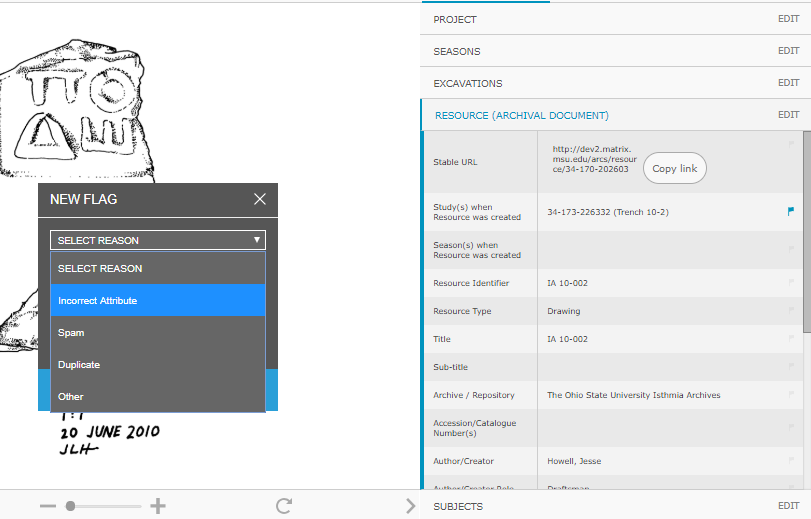 ΠΟ
NEW FLAG
SELECT REASON
SELECT REASON
Incorrect Attribute
Spam
Duplicate
Other
1:1
20 JUNE 2010
JLH
PROJECT EDIT
SEASONS EDIT
EXCAVATIONS EDIT
RESOURCE (ARCHIVAL DOCUMENT) EDIT
Stable URL
http://dev2.matrix.
msu.edu/arcs/resour
ce/34-170-202603
Copy link
Study(s) when
Resource was created
34-173-226332 (Trench 10-2)
Season(s) when
Resource was created
Resource Identifier IA 10-002
Resource Type Drawing
Title IA 10-002
Sub-title
Archive / Repository The Ohio State University Isthmia Archives
Accession/Catalogue
Number(s)
Author/Creator Howell, Jesse
Author/Creator Role Draftsman
SUBJECTS EDIT